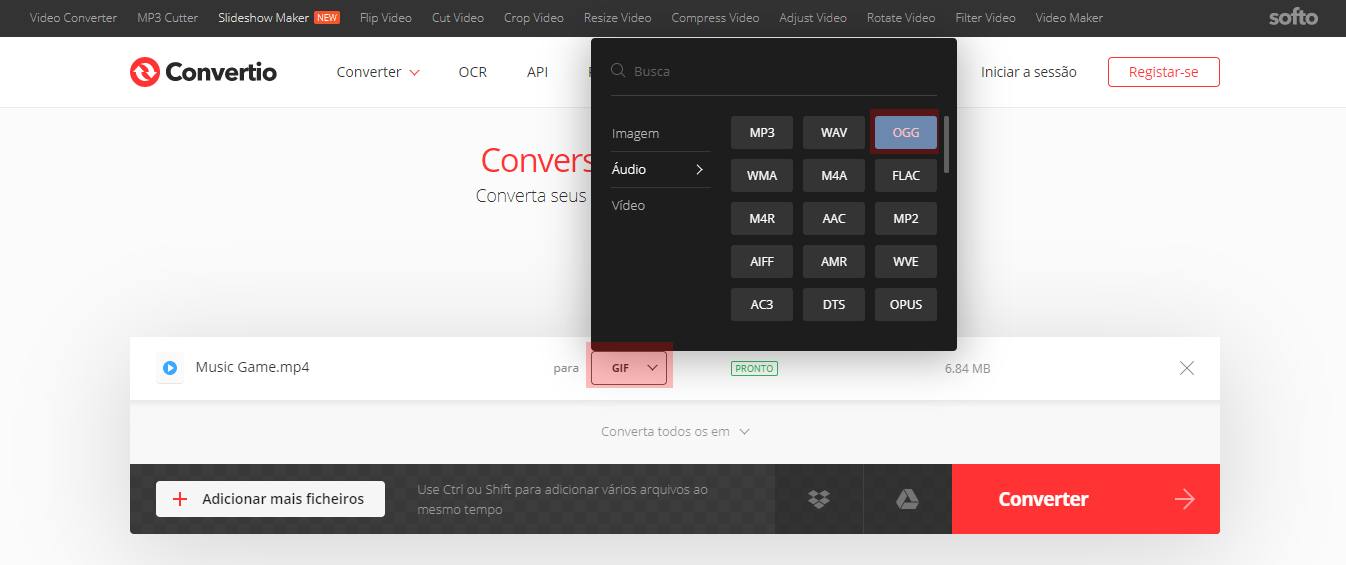 Video Converter MP3 Cutter Slideshow Maker NEW Flip Video Cut Video Crop Video Resize Video Compress Video Adjust Video Rotate Video Filter Video Video Maker softo
Convertio Converter OCR API Iniciar a sessão Registar-se
Busca
Imagem
Áudio
Vídeo
MP3 WAV OGG
WMA M4A FLAC
M4R AAC MP2
AIFF AMR WVE
AC3 DTS OPUS
Convers
Converta seus
Music Game.mp4 para GIF PRONTO 6.84 MB
Converta todos os em
Adicionar mais ficheiros
Use Ctrl ou Shift para adicionar vários arquivos ao
mesmo tempo
Converter